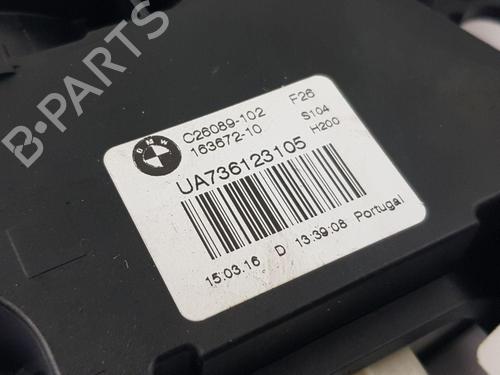 B-PARTS
BMW
C26089-102 F26
163672-10 S104
H200
UA736123105
15.03.16 D 13:39:08 Portugal